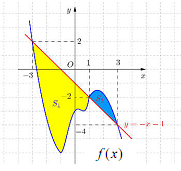 y
2
−3
O
1
3
x
S₁
2
−4
y = −x − 1
f(x)